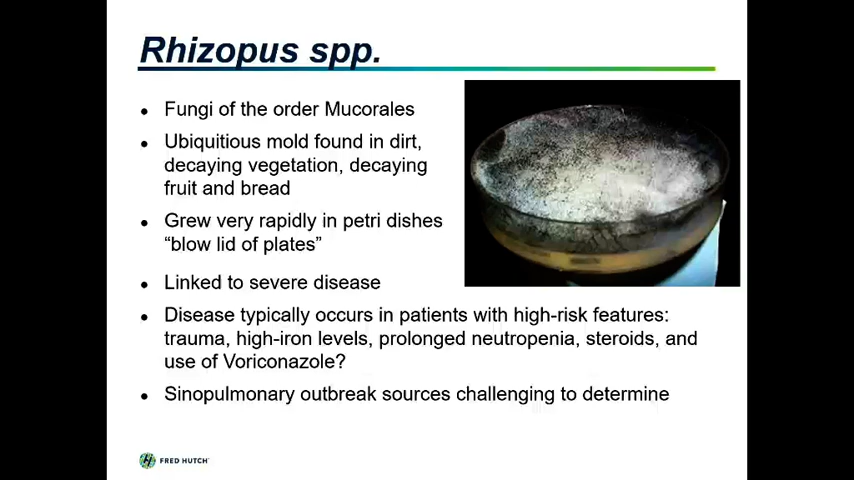 Rhizopus spp.
Fungi of the order Mucorales
Ubiquitious mold found in dirt,
decaying vegetation, decaying
fruit and bread
Grew very rapidly in petri dishes
“blow lid of plates”
Linked to severe disease
Disease typically occurs in patients with high-risk features:
trauma, high-iron levels, prolonged neutropenia, steroids, and
use of Voriconazole?
Sinopulmonary outbreak sources challenging to determine
FRED HUTCH